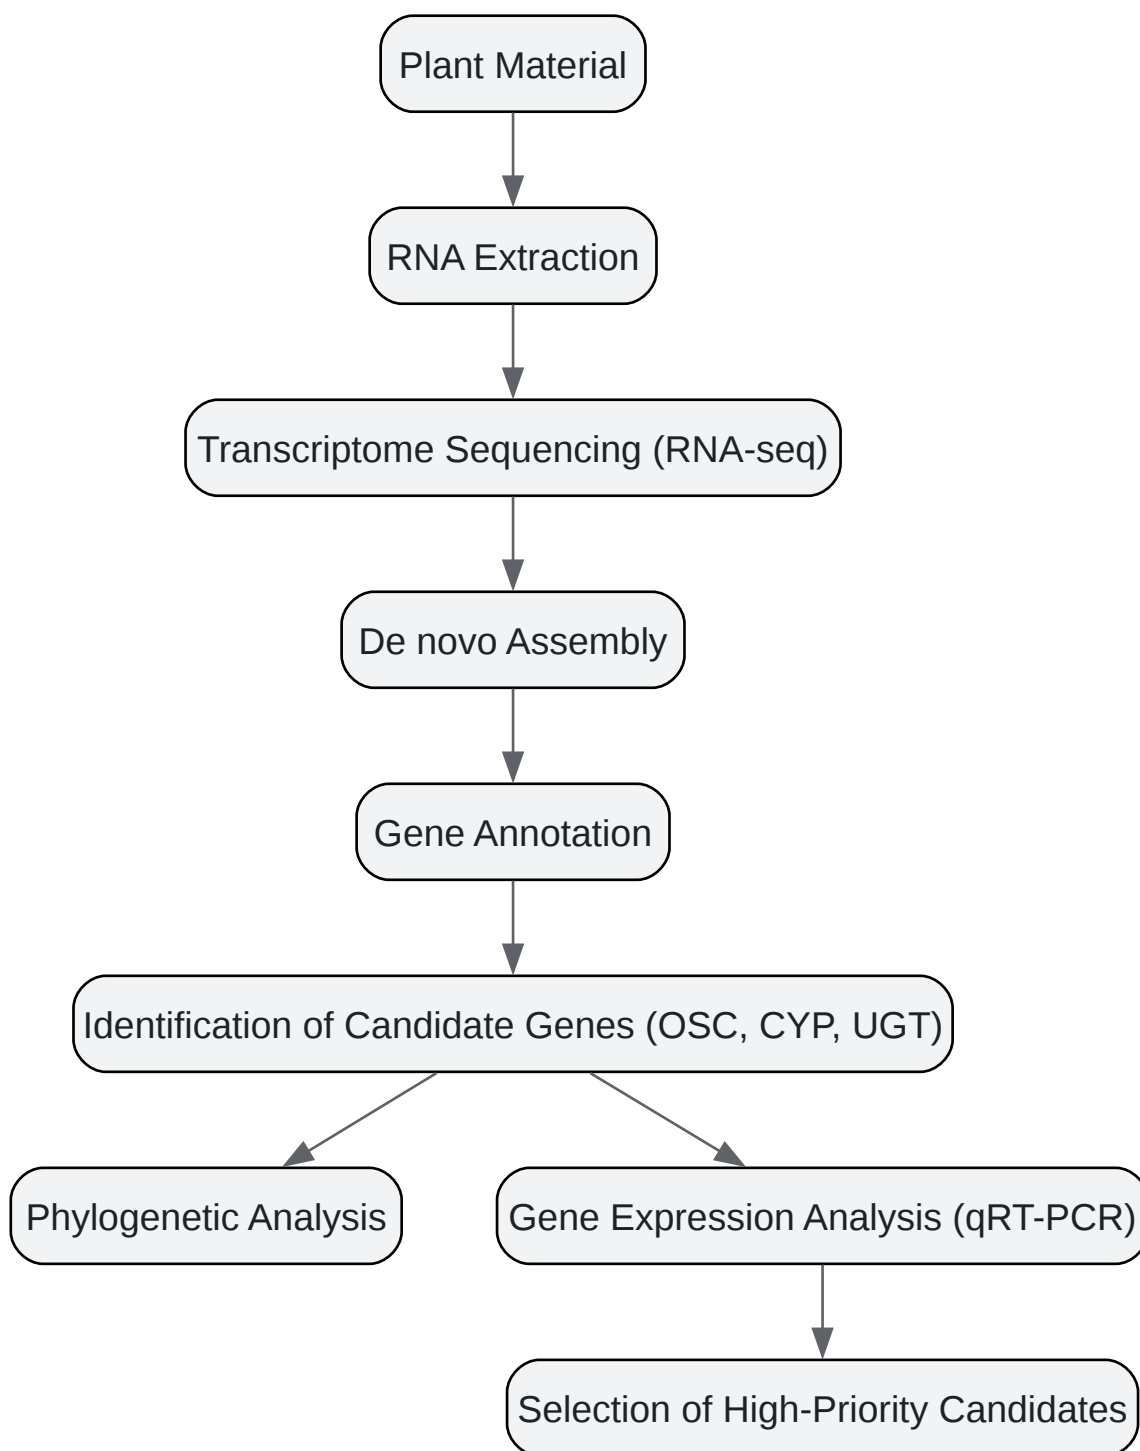 Plant Material
RNA Extraction
Transcriptome Sequencing (RNA-seq)
De novo Assembly
Gene Annotation
Identification of Candidate Genes (OSC, CYP, UGT)
Phylogenetic Analysis
Gene Expression Analysis (qRT-PCR)
Selection of High-Priority Candidates